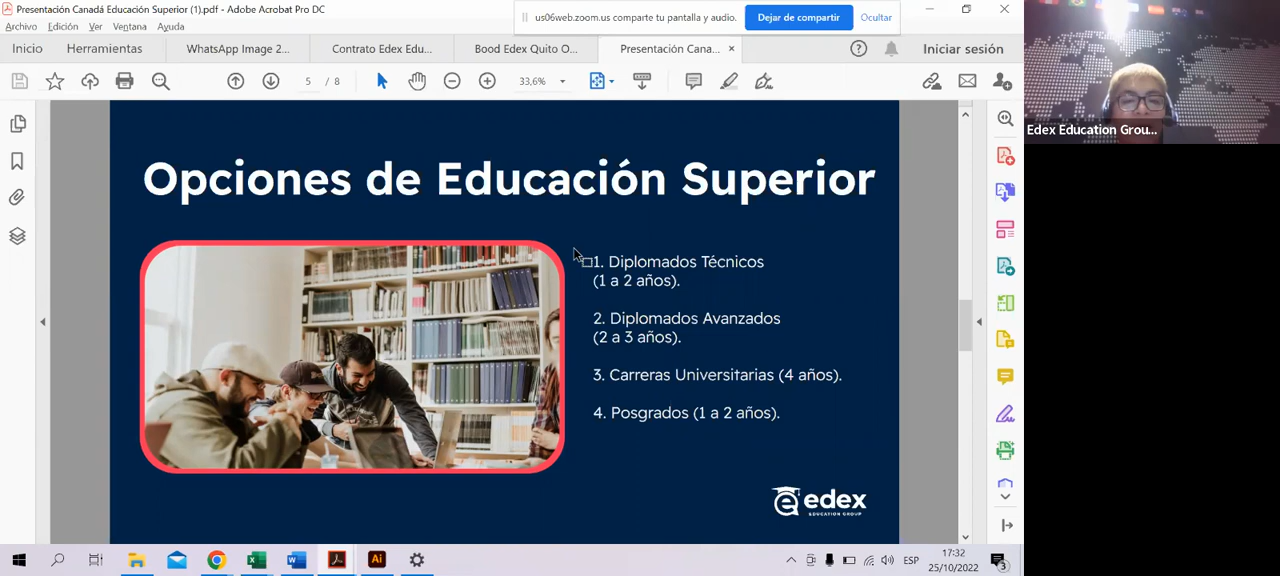 Presentación Canadá Educación Superior (1).pdf - Adobe Acrobat Pro DC
us06web.zoom.us comparte tu pantalla y audio.
Dejar de compartir
Ocultar
Archivo Edición Ver Ventana Ayuda
Inicio
Herramientas
WhatsApp Image 2...
Contrato Edex Edu...
Bood Edex Quito O...
Presentación Cana...
Iniciar sesión
5 / 8
33,6%
Edex Education Grou...
Opciones de Educación Superior
1. Diplomados Técnicos
(1 a 2 años).
2. Diplomados Avanzados
(2 a 3 años).
3. Carreras Universitarias (4 años).
4. Posgrados (1 a 2 años).
edex
EDUCATION GROUP
ESP
17:32
25/10/2022
3